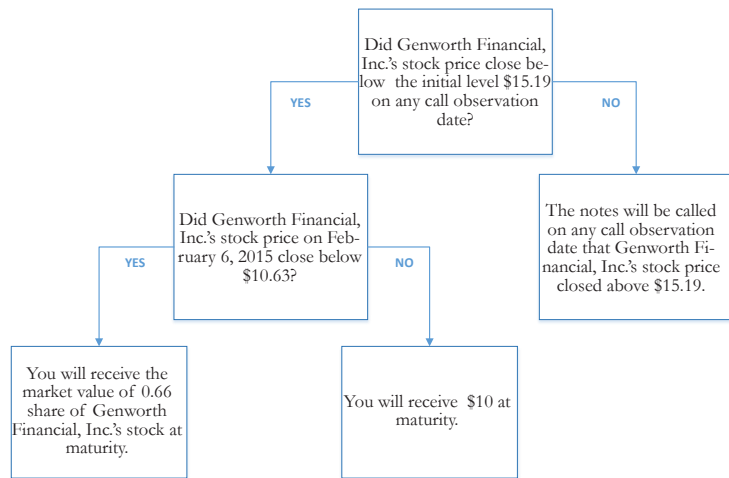 Did Genworth Financial,
Inc.'s stock price close be-
low the initial level $15.19
on any call observation
date?
YES
NO
Did Genworth Financial,
Inc.'s stock price on Feb-
ruary 6, 2015 close below
$10.63?
The notes will be called
on any call observation
date that Genworth Fi-
nancial, Inc.'s stock price
closed above $15.19.
YES
NO
You will receive the
market value of 0.66
share of Genworth
Financial, Inc.'s stock at
maturity.
You will receive $10 at
maturity.